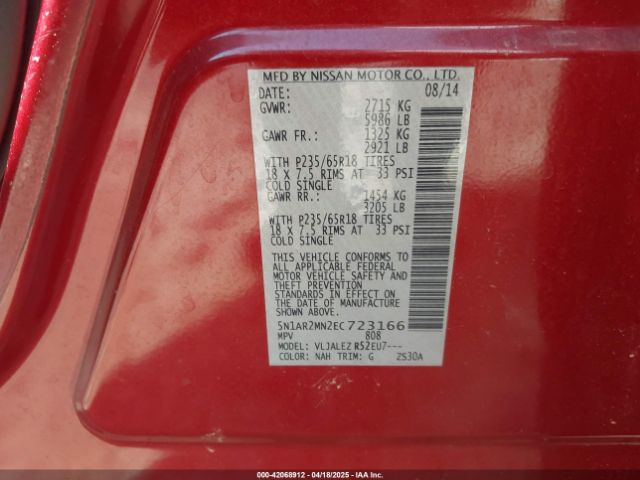 MFD BY NISSAN MOTOR CO., LTD.
DATE: 08/14
GVWR: 2715 KG
5986 LB
GAWR FR.: 1325 KG
2921 LB
WITH P235/65R18 TIRES
18 X 7.5 RIMS AT 33 PSI
COLD SINGLE
GAWR RR.: 1454 KG
3205 LB
WITH P235/65R18 TIRES
18 X 7.5 RIMS AT 33 PSI
COLD SINGLE
THIS VEHICLE CONFORMS TO
ALL APPLICABLE FEDERAL
MOTOR VEHICLE SAFETY AND
THEFT PREVENTION
STANDARDS IN EFFECT ON
THE DATE OF MANUFACTURE
SHOWN ABOVE.
5N1AR2MN2EC723166
MPV 808
MODEL: VLJALEZ R52EU7---
COLOR: NAH TRIM: G ZS30A
000-42068912 - 04/18/2025 - IAA Inc.